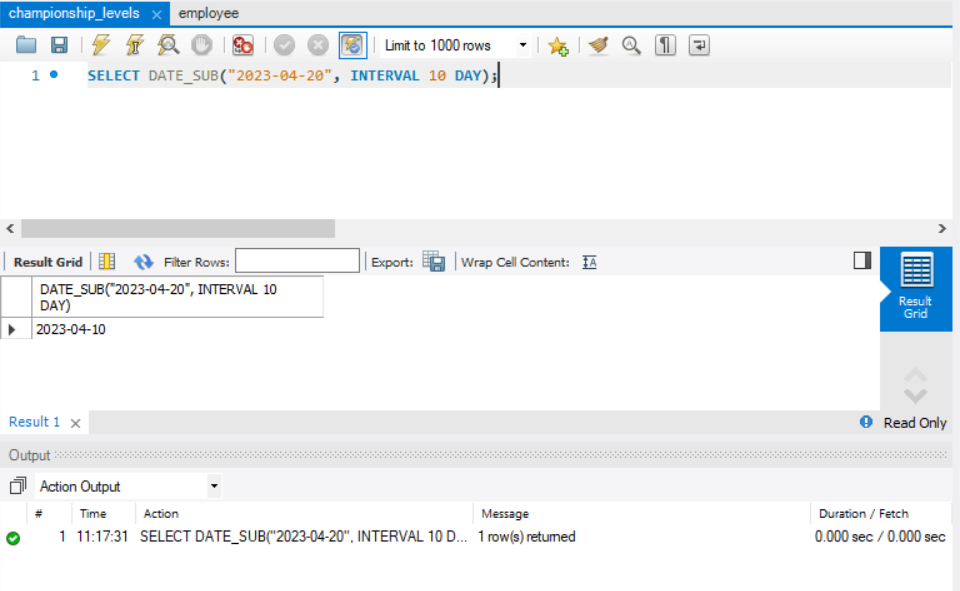 championship_levels × employee
Limit to 1000 rows
1 SELECT DATE_SUB("2023-04-20", INTERVAL 10 DAY);
Result Grid Filter Rows: Export: Wrap Cell Content: IA
DATE_SUB("2023-04-20", INTERVAL 10
DAY)
2023-04-10
Result
Grid
Result 1 × Read Only
Output
Action Output
# Time Action Message Duration / Fetch
1 11:17:31 SELECT DATE_SUB("2023-04-20", INTERVAL 10 D... 1 row(s) returned 0.000 sec / 0.000 sec